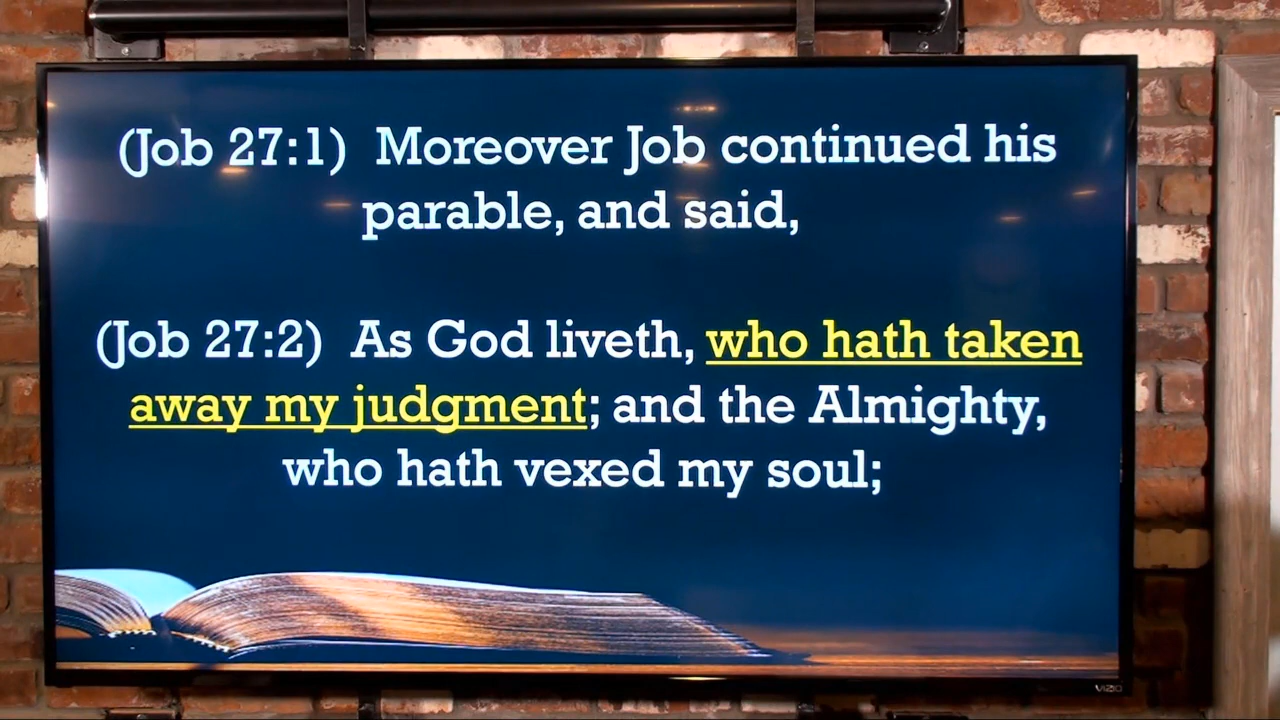 (Job 27:1)  Moreover Job continued his
parable, and said,
(Job 27:2)  As God liveth, who hath taken
away my judgment; and the Almighty,
who hath vexed my soul;
VIZIO